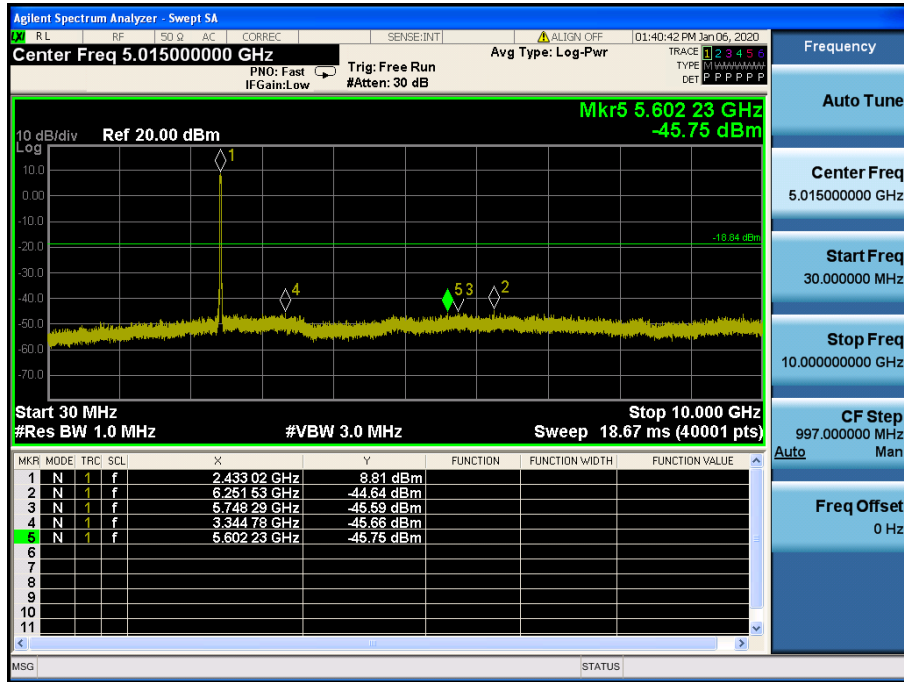 Agilent Spectrum Analyzer - Swept SA
LXI RL RF 50 Ω AC CORREC SENSE:INT ALIGN OFF 01:40:42 PM Jan 06, 2020
Center Freq 5.015000000 GHz
PNO: Fast
IFGain:Low
Trig: Free Run
#Atten: 30 dB
Avg Type: Log-Pwr
TRACE 1 2 3 4 5 6
TYPE M WWWWW
DET P P P P P P
Mkr5 5.602 23 GHz
-45.75 dBm
10 dB/div Ref 20.00 dBm
Log
10.0
0.00
-10.0
-20.0
-30.0
-40.0
-50.0
-60.0
-70.0
1
-18.84 dBm
4
5 3
2
Start 30 MHz Stop 10.000 GHz
#Res BW 1.0 MHz #VBW 3.0 MHz Sweep 18.67 ms (40001 pts)
MKR MODE TRC SCL X Y FUNCTION FUNCTION WIDTH FUNCTION VALUE
1 N 1 f 2.433 02 GHz 8.81 dBm
2 N 1 f 6.251 53 GHz -44.64 dBm
3 N 1 f 5.748 29 GHz -45.59 dBm
4 N 1 f 3.344 78 GHz -45.66 dBm
5 N 1 f 5.602 23 GHz -45.75 dBm
6
7
8
9
10
11
MSG STATUS
Frequency
Auto Tune
Center Freq
5.015000000 GHz
Start Freq
30.000000 MHz
Stop Freq
10.000000000 GHz
CF Step
997.000000 MHz
Auto Man
Freq Offset
0 Hz